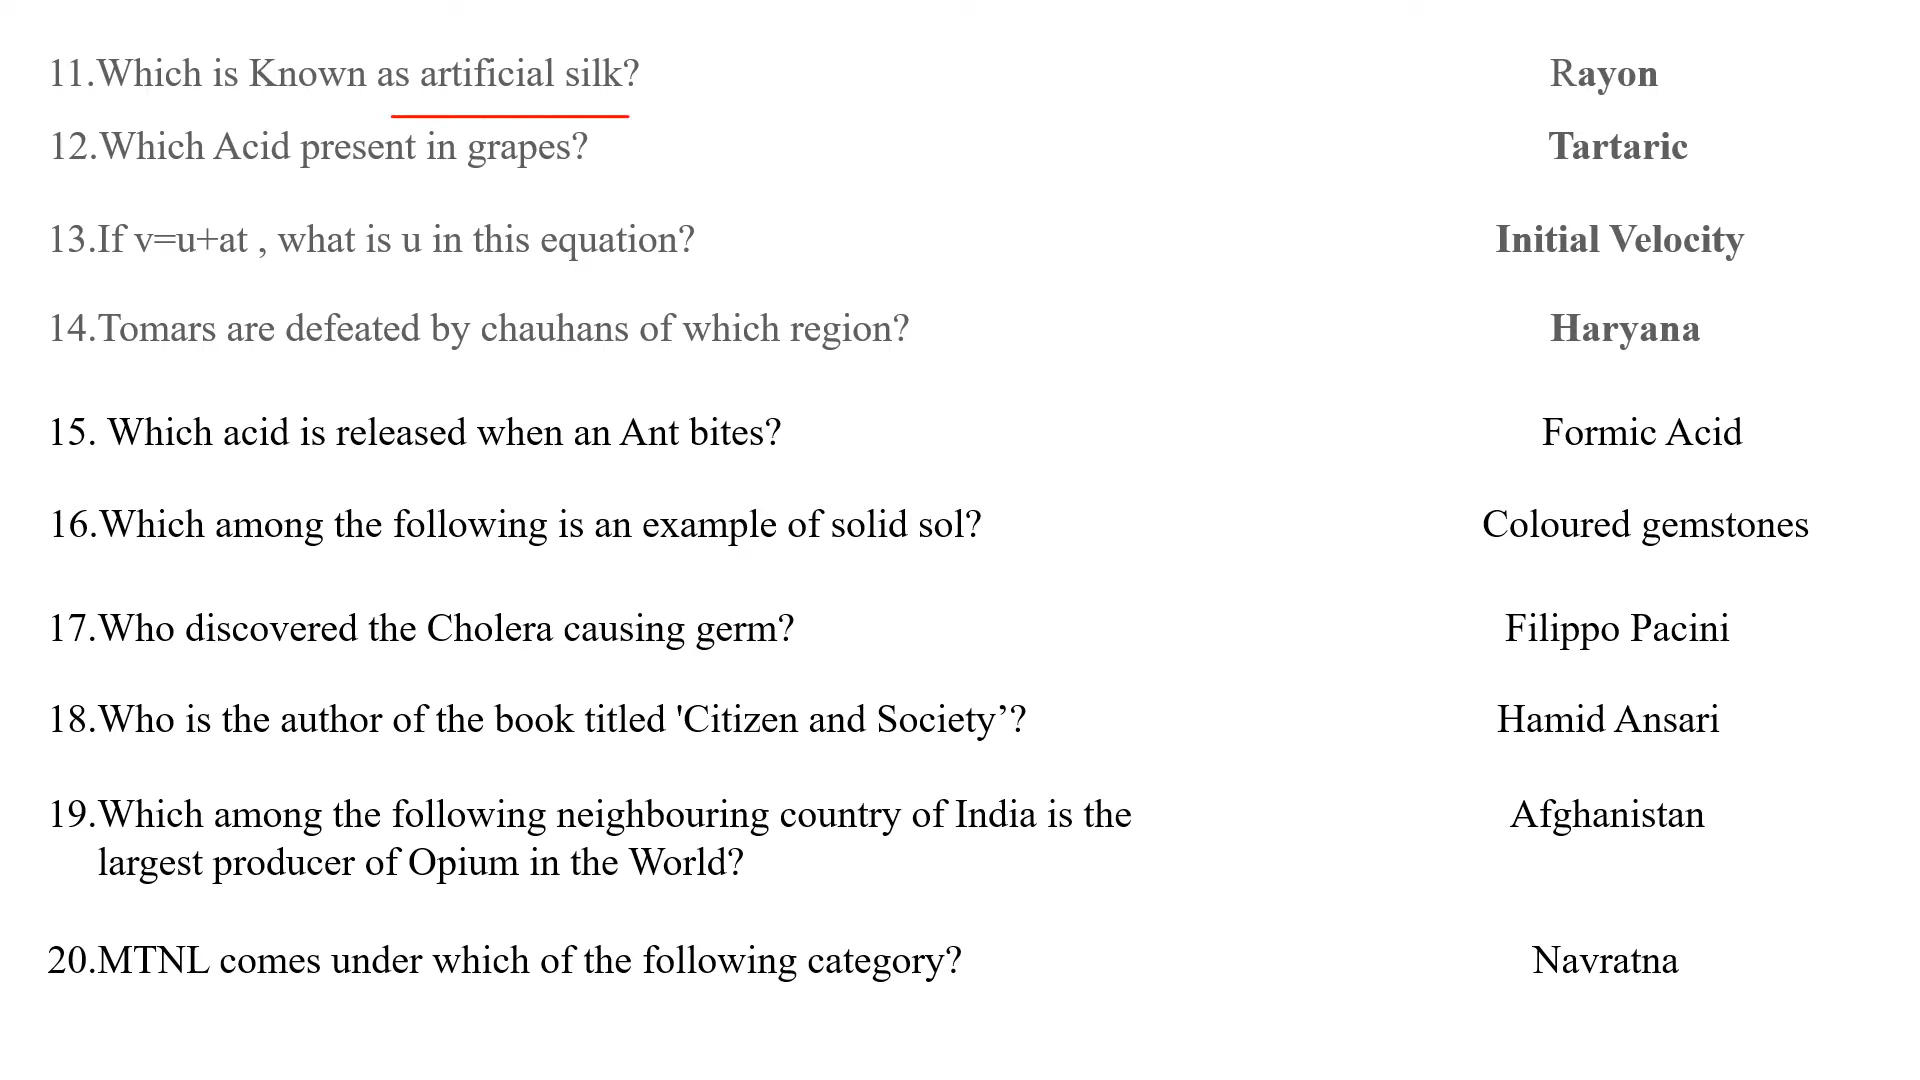 11.Which is Known as artificial silk? Rayon
12.Which Acid present in grapes? Tartaric
13.If v=u+at , what is u in this equation? Initial Velocity
14.Tomars are defeated by chauhans of which region? Haryana
15. Which acid is released when an Ant bites? Formic Acid
16.Which among the following is an example of solid sol? Coloured gemstones
17.Who discovered the Cholera causing germ? Filippo Pacini
18.Who is the author of the book titled 'Citizen and Society’? Hamid Ansari
19.Which among the following neighbouring country of India is the Afghanistan
largest producer of Opium in the World?
20.MTNL comes under which of the following category? Navratna